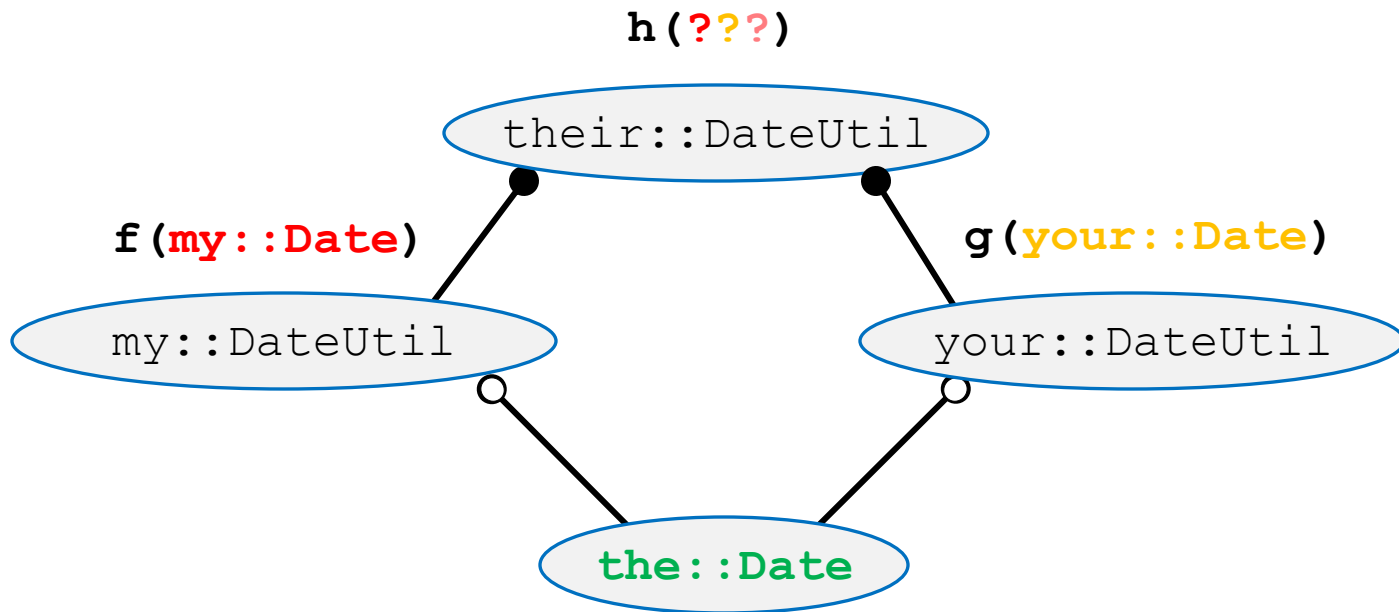 h(???)
their::DateUtil
f(my::Date)
g(your::Date)
my::DateUtil
your::DateUtil
the::Date